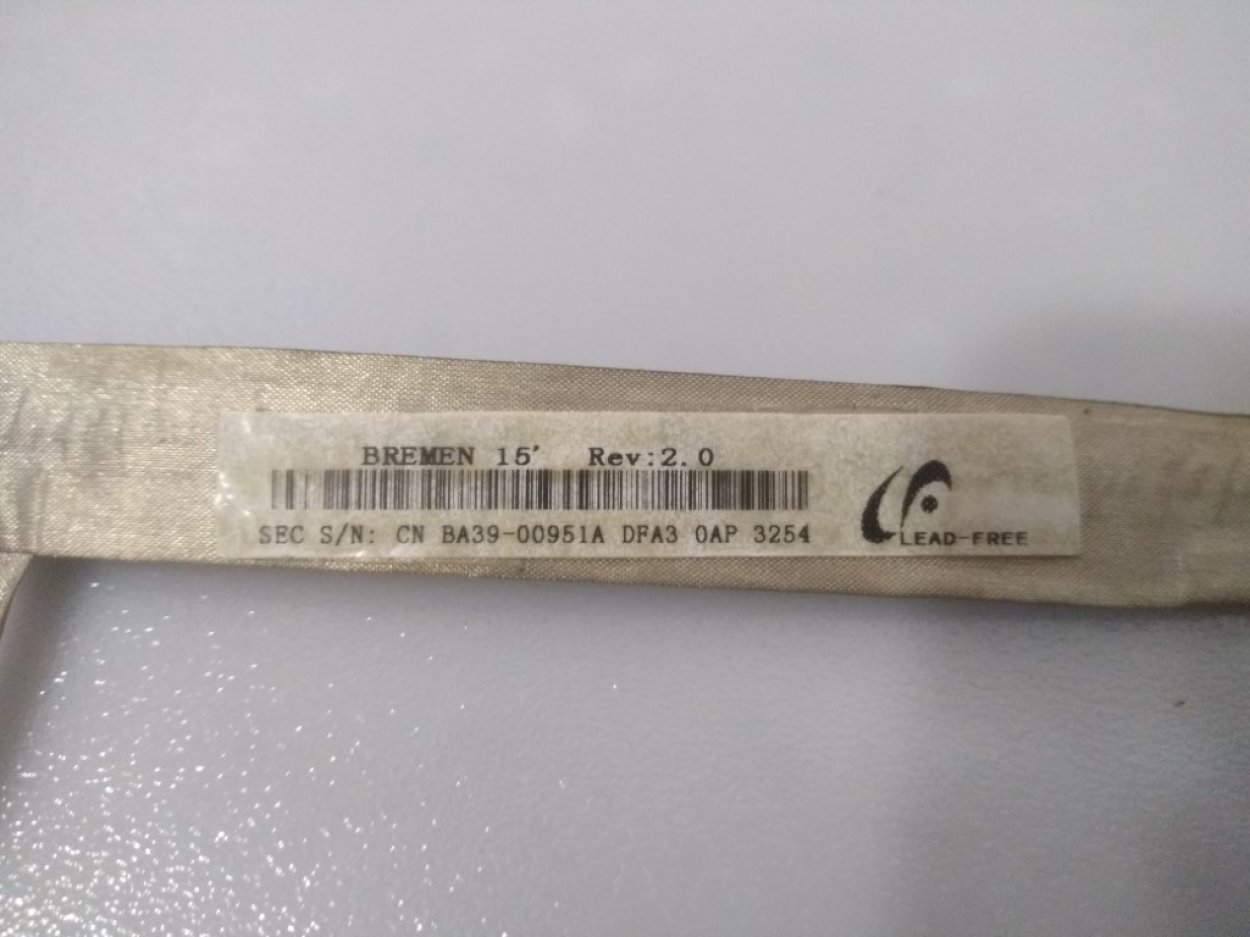 BREMEN 15' Rev:2.0
SEC S/N: CN BA39-00951A DFA3 0AP 3254
LEAD-FREE